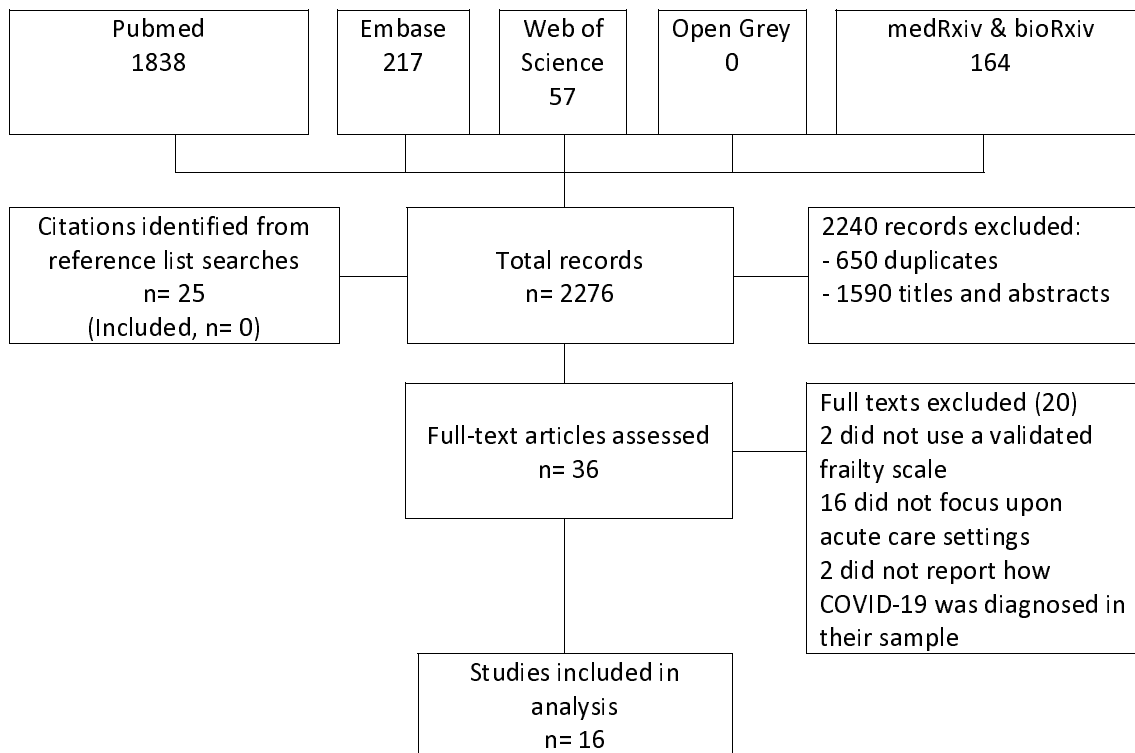 Pubmed
1838
Embase
217
Web of
Science
57
Open Grey
0
medRxiv & bioRxiv
164
Citations identified from
reference list searches
n= 25
(Included, n= 0)
Total records
n= 2276
2240 records excluded:
- 650 duplicates
- 1590 titles and abstracts
Full-text articles assessed
n= 36
Full texts excluded (20)
2 did not use a validated
frailty scale
16 did not focus upon
acute care settings
2 did not report how
COVID-19 was diagnosed in
their sample
Studies included in
analysis
n= 16